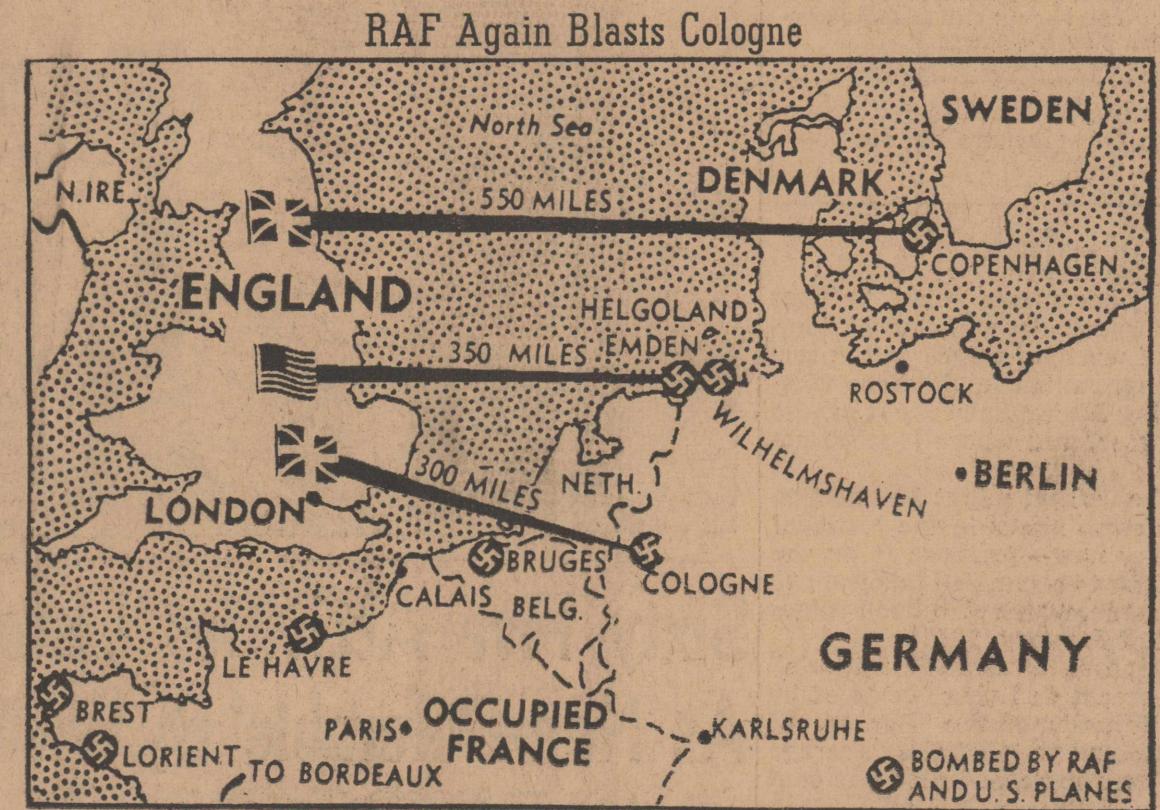 RAF Again Blasts Cologne
North Sea
SWEDEN
N.IRE.
DENMARK
550 MILES
COPENHAGEN
ENGLAND
HELGOLAND
350 MILES
EMDEN
ROSTOCK
WILHELMSHAVEN
BERLIN
300 MILES
NETH.
LONDON
BRUGES
COLOGNE
CALAIS
BELG.
GERMANY
LE HAVRE
BREST
PARIS
OCCUPIED
FRANCE
KARLSRUHE
LORIENT
TO BORDEAUX
BOMBED BY RAF
AND U. S. PLANES